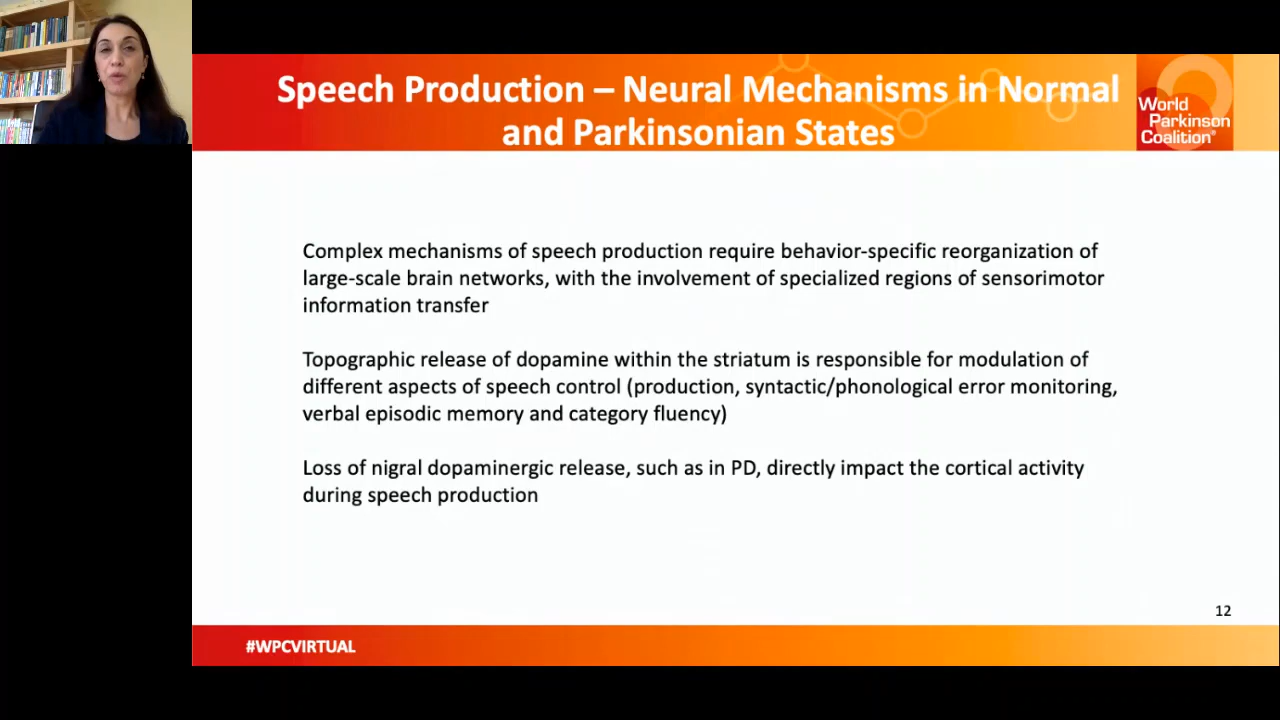 Speech Production – Neural Mechanisms in Normal
and Parkinsonian States
World
Parkinson
Coalition®
Complex mechanisms of speech production require behavior-specific reorganization of
large-scale brain networks, with the involvement of specialized regions of sensorimotor
information transfer
Topographic release of dopamine within the striatum is responsible for modulation of
different aspects of speech control (production, syntactic/phonological error monitoring,
verbal episodic memory and category fluency)
Loss of nigral dopaminergic release, such as in PD, directly impact the cortical activity
during speech production
12
#WPCVIRTUAL